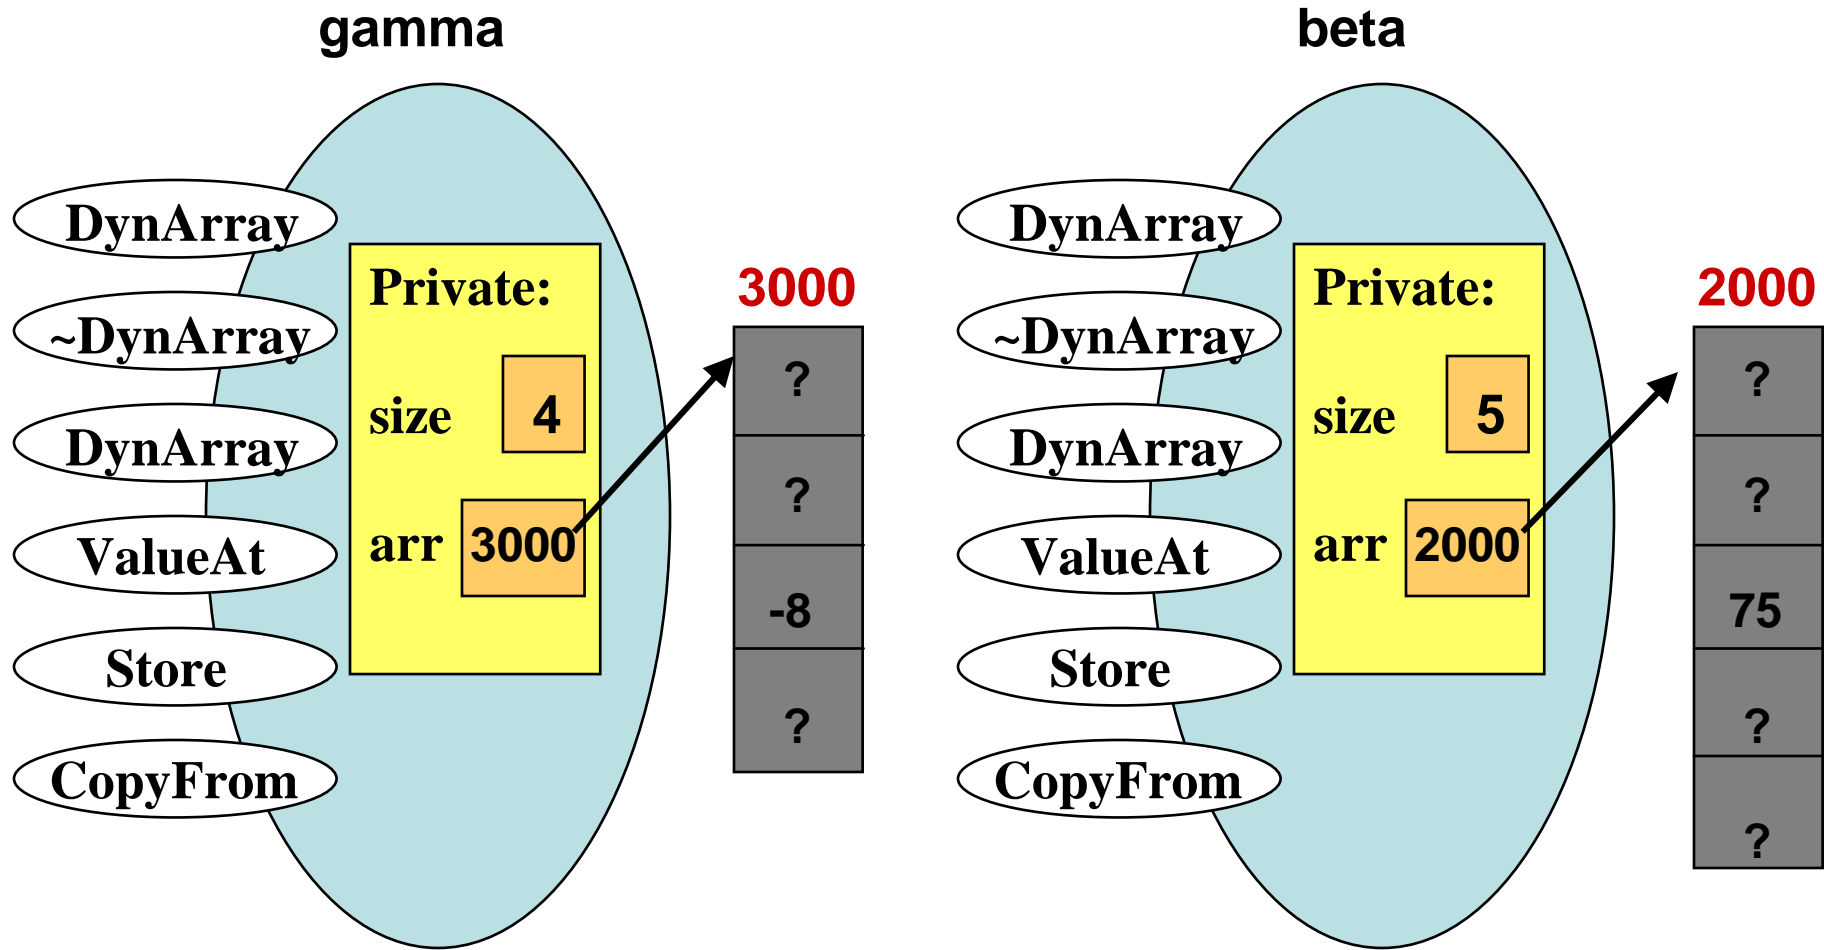 gamma
DynArray
~DynArray
DynArray
ValueAt
Store
CopyFrom
Private:
size 4
arr 3000
3000
?
?
-8
?
beta
DynArray
~DynArray
DynArray
ValueAt
Store
CopyFrom
Private:
size 5
arr 2000
2000
?
?
75
?
?